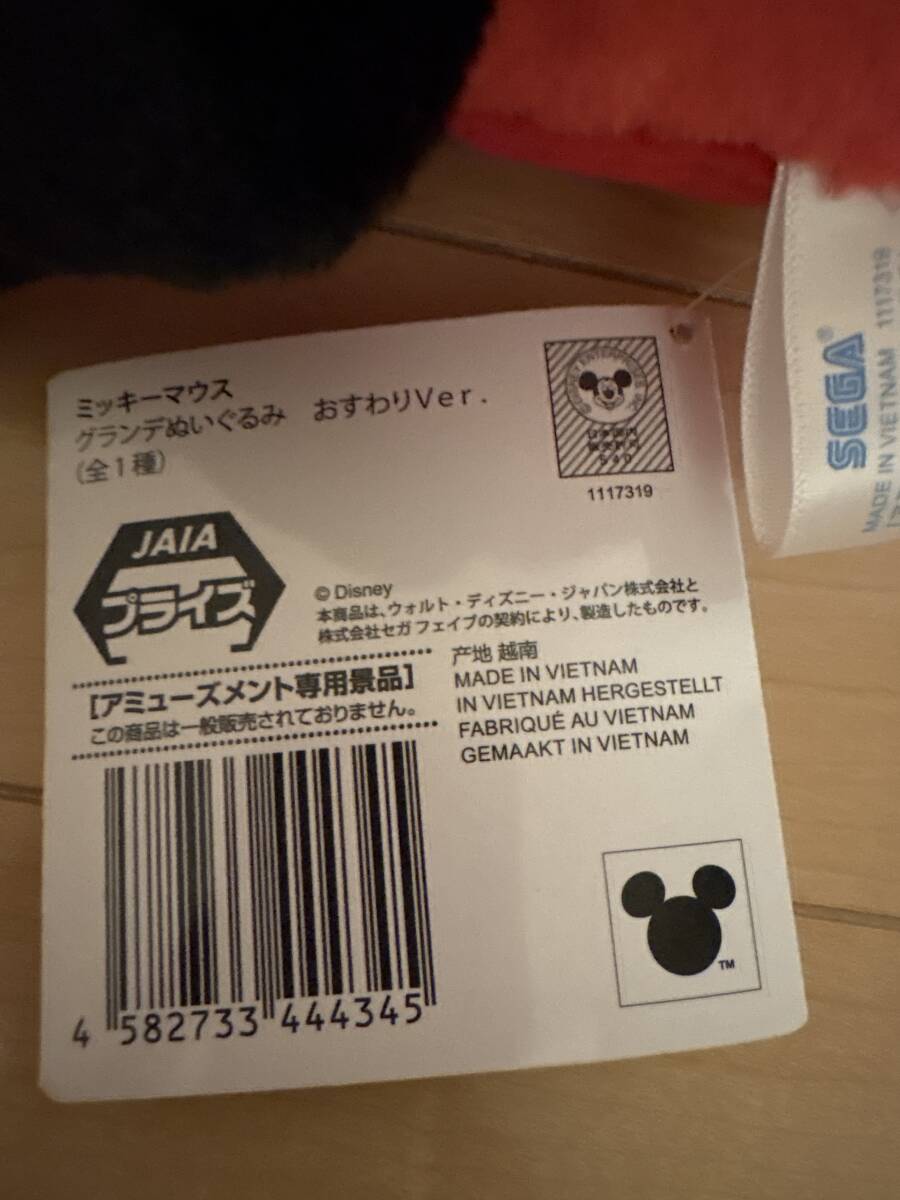 ミッキーマウス
グランデぬいぐるみ おすわりVer.
(全1種)
日本国内
1117319
JAIA
プライズ
© Disney
本商品は、ウォルト・ディズニー・ジャパン株式会社と
株式会社セガ フェイブの契約により、製造したものです。
[アミューズメント専用景品]
この商品は一般販売されておりません。
産地 越南
MADE IN VIETNAM
IN VIETNAM HERGESTELLT
FABRIQUÉ AU VIETNAM
GEMAAKT IN VIETNAM
4 582733 444345
TM
SEGA®
MADE IN VIETNAM 1117319